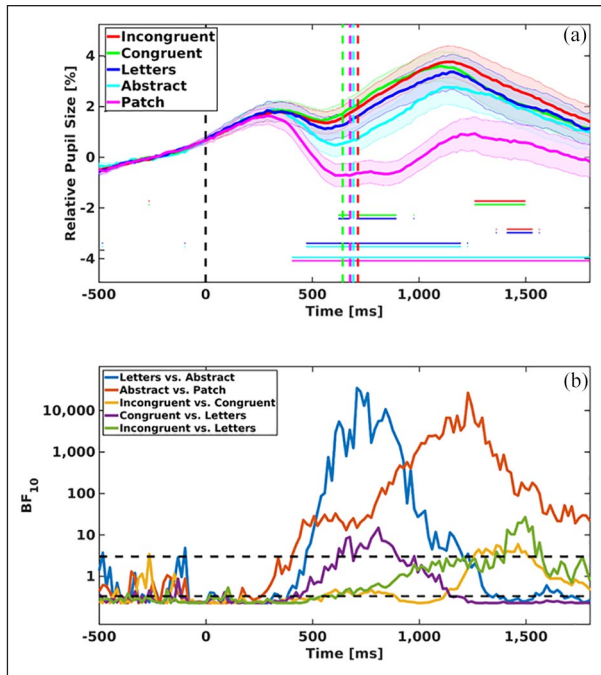 (a)
Incongruent
Congruent
Letters
Abstract
Patch
Relative Pupil Size [%]
4
2
0
-2
-4
-500 0 500 1,000 1,500
Time [ms]
(b)
Letters vs. Abstract
Abstract vs. Patch
Incongruent vs. Congruent
Congruent vs. Letters
Incongruent vs. Letters
BF10
10,000
1,000
100
10
1
-500 0 500 1,000 1,500
Time [ms]